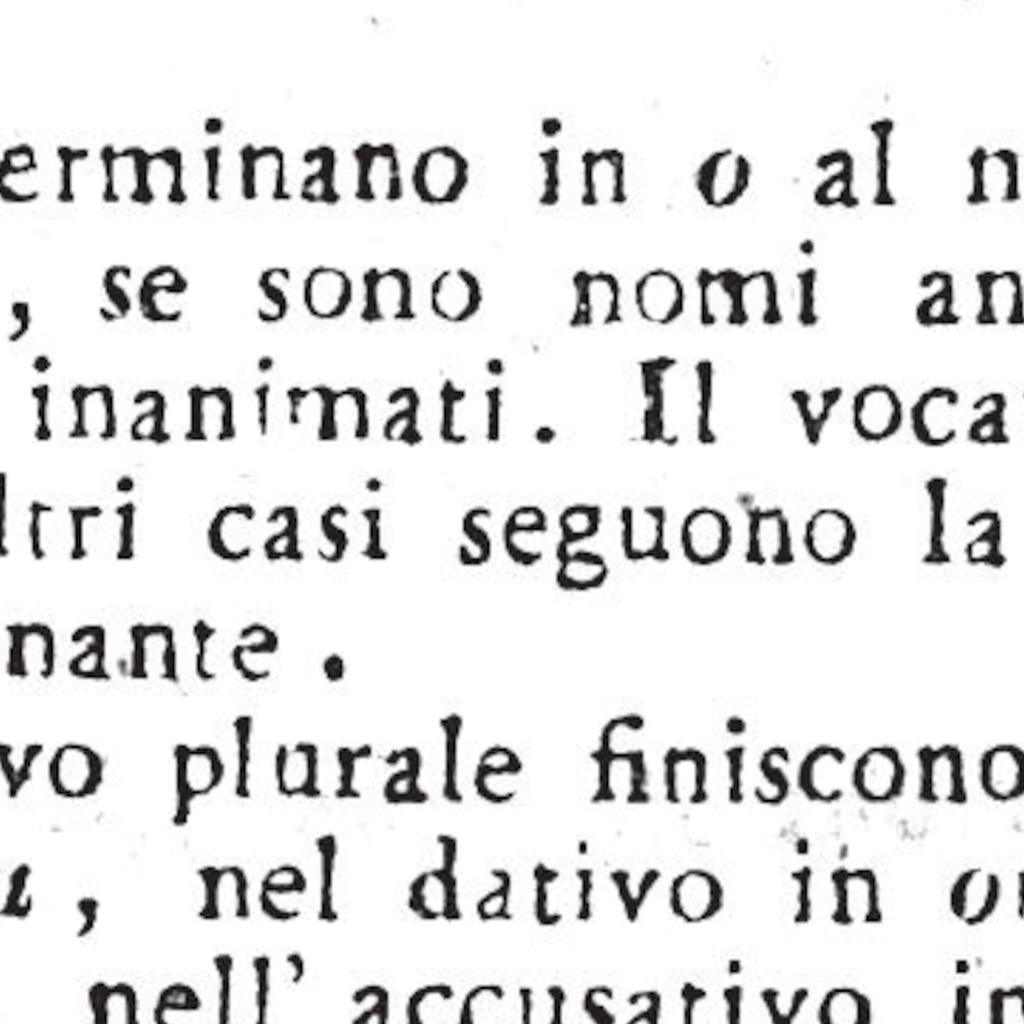 erminano in o al n
, se sono nomi an
inanimati. Il voca
ltri casi seguono la
nante.
vo plurale finiscono
, nel dativo in o
nell' accusativo in